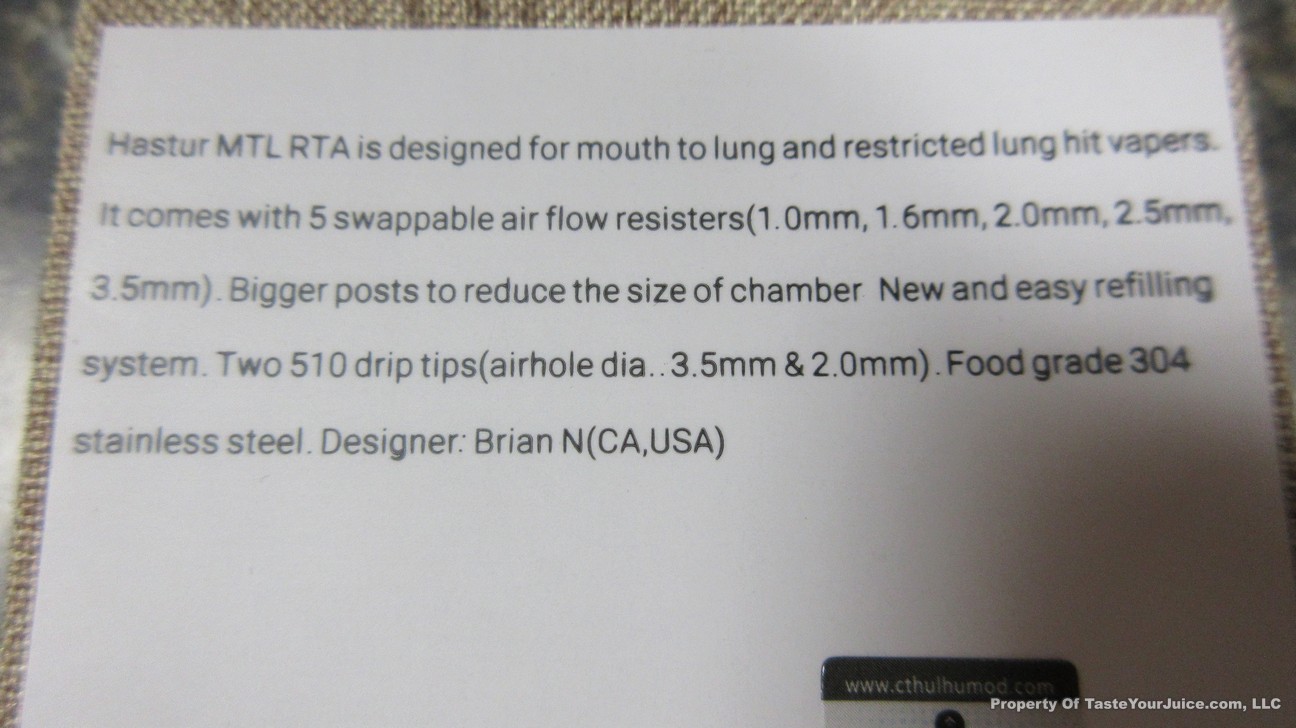 Hastur MTL RTA is designed for mouth to lung and restricted lung hit vapers.
It comes with 5 swappable air flow resisters(1.0mm, 1.6mm, 2.0mm, 2.5mm,
3.5mm). Bigger posts to reduce the size of chamber  New and easy refilling
system. Two 510 drip tips(airhole dia..3.5mm & 2.0mm). Food grade 304
stainless steel. Designer: Brian N(CA,USA)
www.cthulhumod.com
Property Of TasteYourJuice.com, LLC